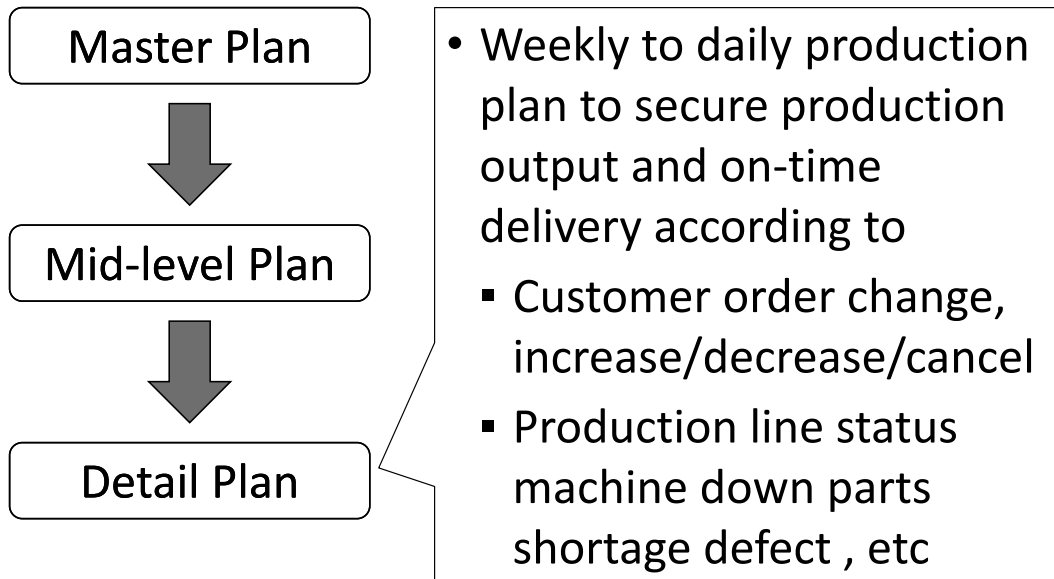 Master Plan
Mid-level Plan
Detail Plan
• Weekly to daily production
plan to secure production
output and on-time
delivery according to
▪ Customer order change,
increase/decrease/cancel
▪ Production line status
machine down parts
shortage defect , etc